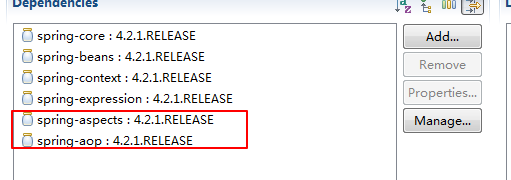 Dependencies
spring-core : 4.2.1.RELEASE
spring-beans : 4.2.1.RELEASE
spring-context : 4.2.1.RELEASE
spring-expression : 4.2.1.RELEASE
spring-aspects : 4.2.1.RELEASE
spring-aop : 4.2.1.RELEASE
Add...
Remove
Properties...
Manage...